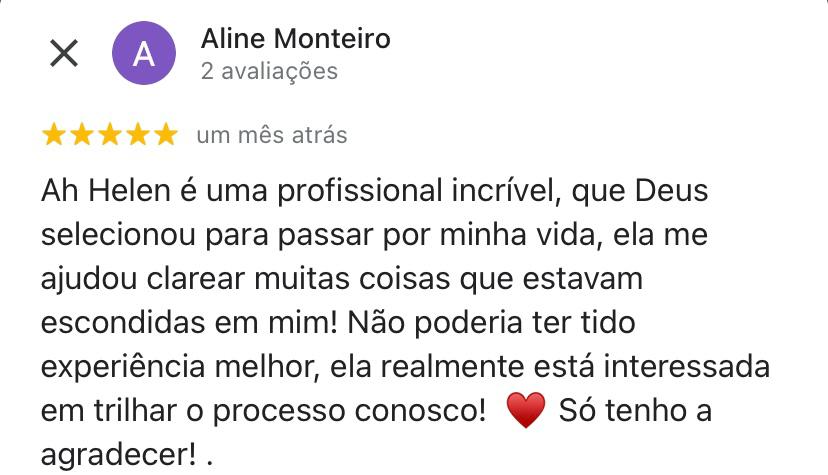 A
Aline Monteiro
2 avaliações
um mês atrás
Ah Helen é uma profissional incrível, que Deus
selecionou para passar por minha vida, ela me
ajudou clarear muitas coisas que estavam
escondidas em mim! Não poderia ter tido
experiência melhor, ela realmente está interessada
em trilhar o processo conosco! ♥️ Só tenho a
agradecer! .